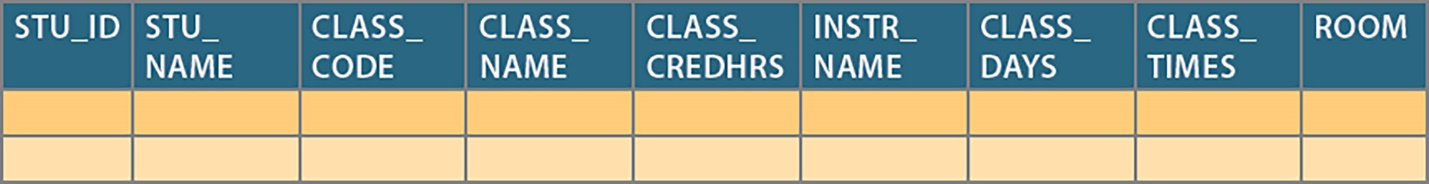 STU_ID STU_ CLASS_ CLASS_ CLASS_ INSTR_ CLASS_ CLASS_ ROOM
NAME CODE NAME CREDHRS NAME DAYS TIMES